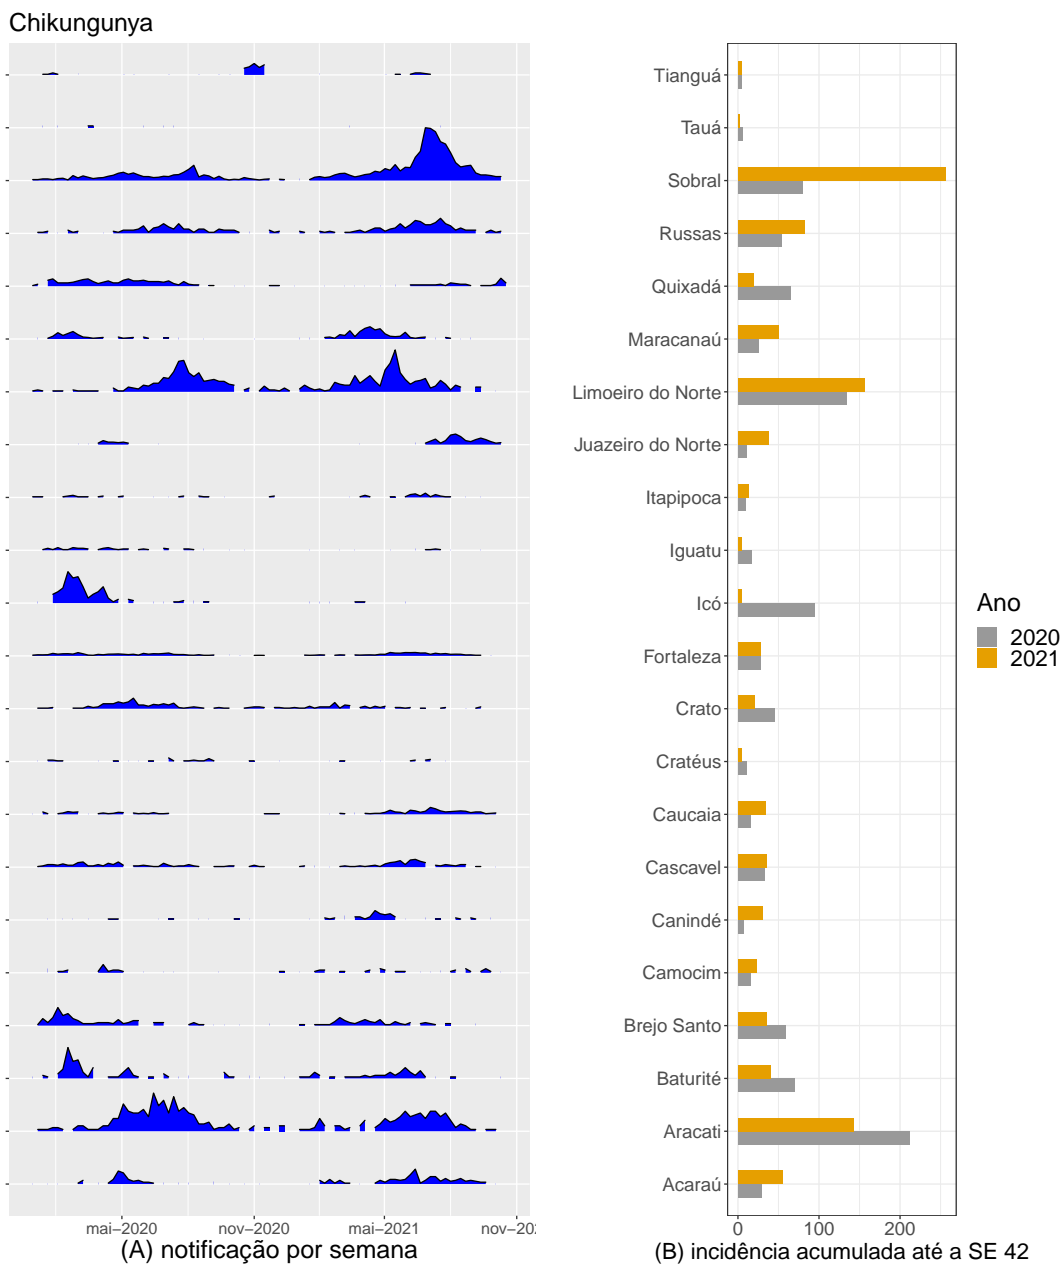 Chikungunya
Tianguá
Tauá
Sobral
Russas
Quixadá
Maracanaú
Limoeiro do Norte
Juazeiro do Norte
Itapipoca
Iguatu
Icó
Fortaleza
Crato
Cratéus
Caucaia
Cascavel
Canindé
Camocim
Brejo Santo
Baturité
Aracati
Acaraú
Ano
2020
2021
mai–2020 nov–2020 mai–2021 nov–202
0 100 200
(A) notificação por semana
(B) incidência acumulada até a SE 42